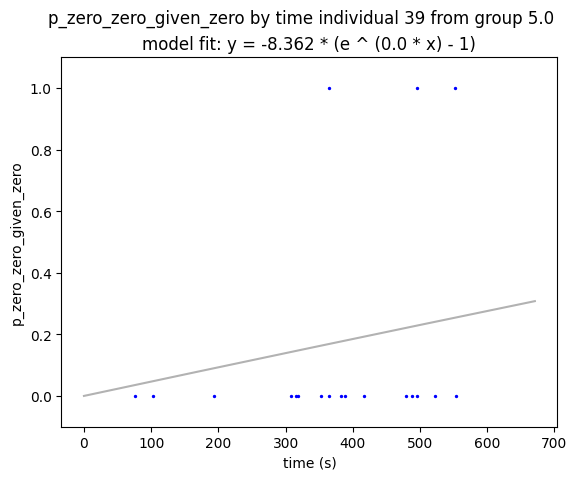 p_zero_zero_given_zero by time individual 39 from group 5.0
model fit: y = -8.362 * (e ^ (0.0 * x) - 1)
1.0
0.8
0.6
0.4
0.2
0.0
p_zero_zero_given_zero
0 100 200 300 400 500 600 700
time (s)